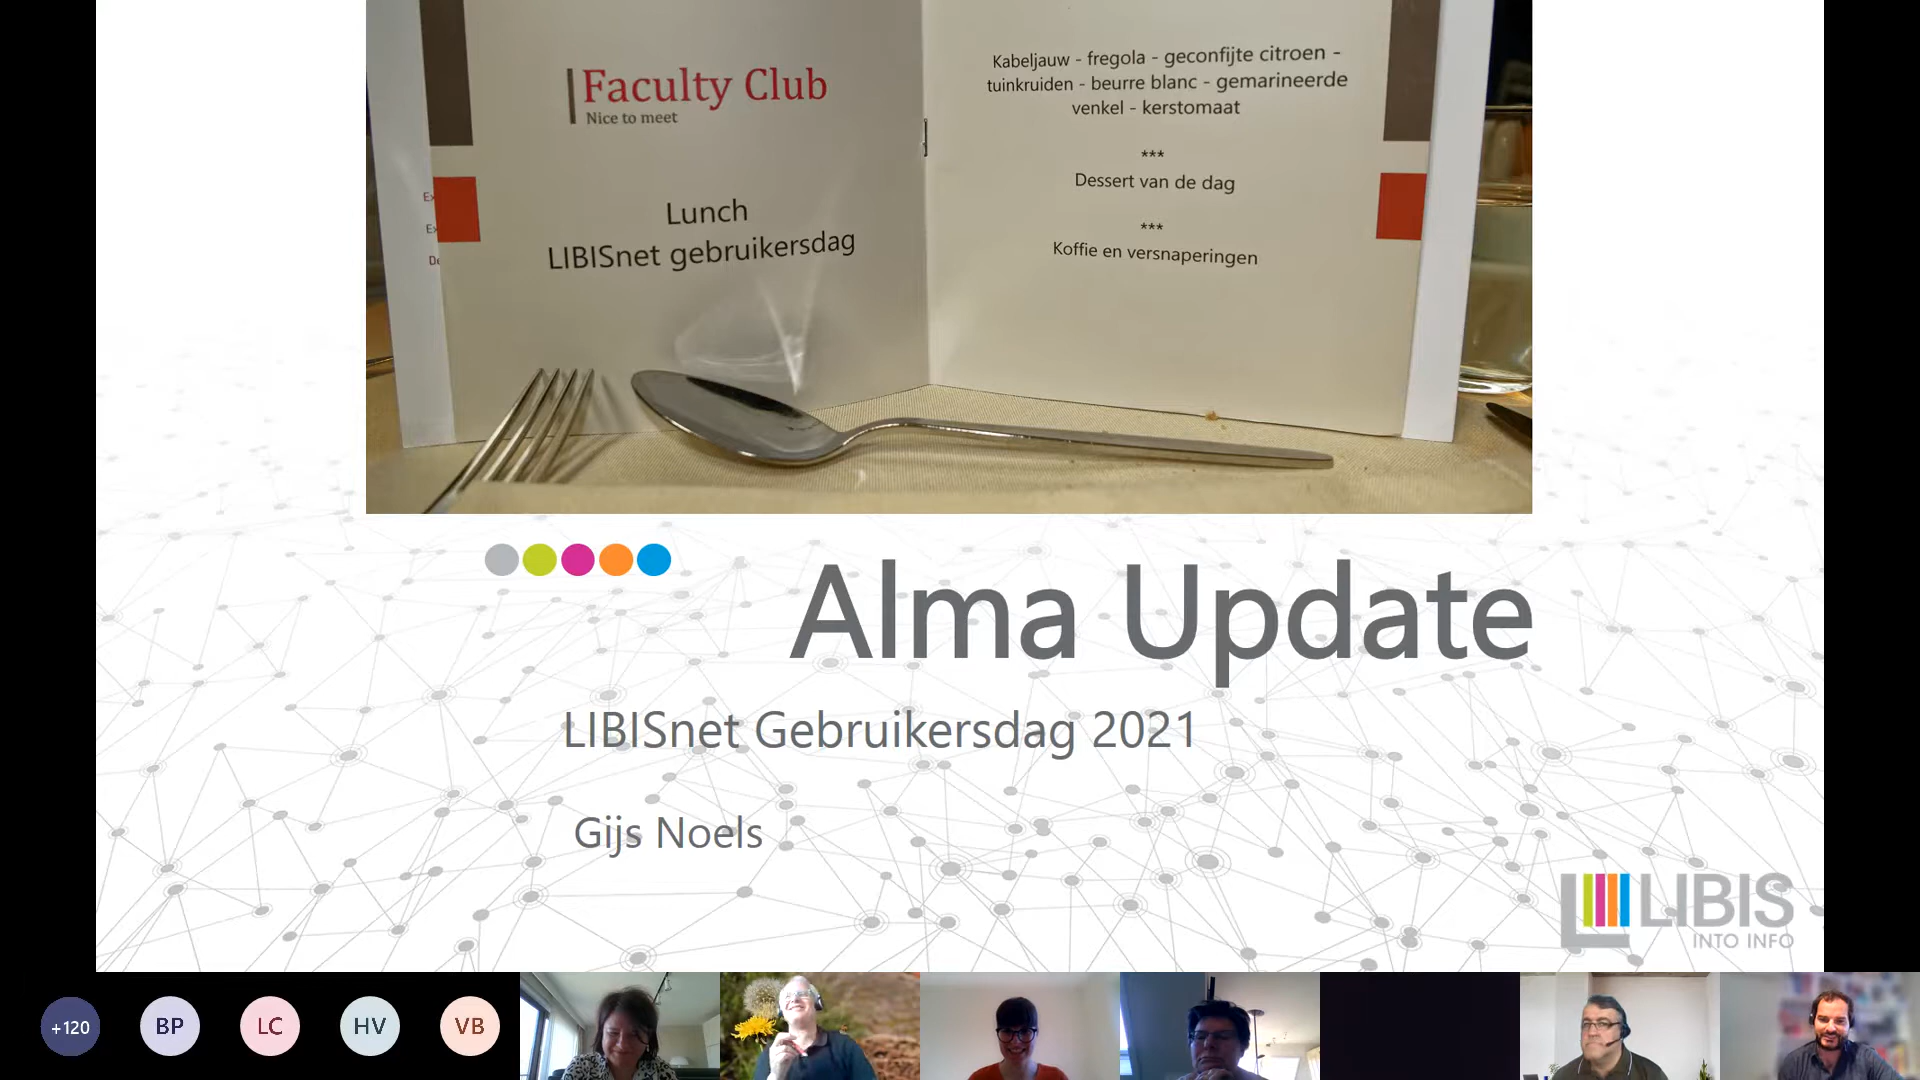 Faculty Club
Nice to meet
Lunch
LIBISnet gebruikersdag
Kabeljauw - fregola - geconfijte citroen -
tuinkruiden - beurre blanc - gemarineerde
venkel - kerstomaat
***
Dessert van de dag
***
Koffie en versnaperingen
Alma Update
LIBISnet Gebruikersdag 2021
Gijs Noels
LIBIS
INTO INFO
+120
BP
LC
HV
VB